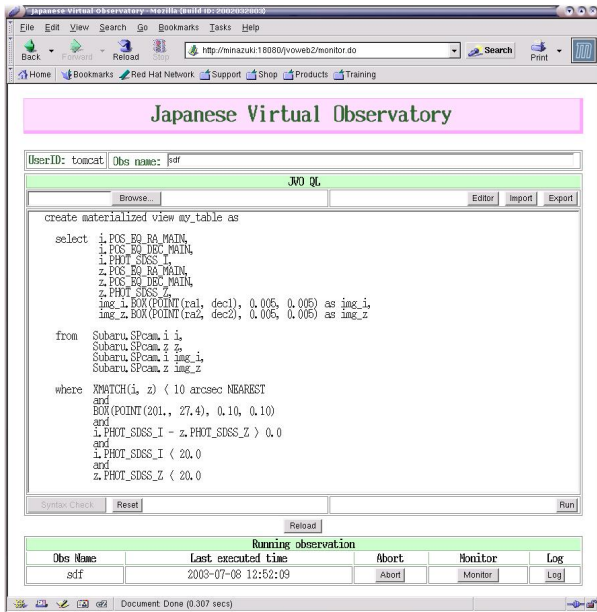 Japanese Virtual Observatory - Mozilla {Build ID: 2002032803}
File Edit View Search Go Bookmarks Tasks Help
Back Forward Reload Stop http://minazuki:18080/jvoweb2/monitor.do Search Print
Home Bookmarks Red Hat Network Support Shop Products Training
Japanese Virtual Observatory
UserID: tomcat Obs name: sdf
JVO QL
Browse... Editor Import Export
create materialized view my_table as
select i.POS_EQ_RA_MAIN,
i.POS_EQ_DEC_MAIN,
i.PHOT_SDSS_I,
z.POS_EQ_RA_MAIN,
z.POS_EQ_DEC_MAIN,
z.PHOT_SDSS_Z,
img_i.BOX(POINT(ra1, dec1), 0.005, 0.005) as img_i,
img_z.BOX(POINT(ra2, dec2), 0.005, 0.005) as img_z
from Subaru.SPcam.i i,
Subaru.SPcam.z z,
Subaru.SPcam.i img_i,
Subaru.SPcam.z img_z
where XMATCH(i, z) < 10 arcsec NEAREST
and
BOX(POINT(201., 27.4), 0.10, 0.10)
and
i.PHOT_SDSS_I - z.PHOT_SDSS_Z > 0.0
and
i.PHOT_SDSS_I < 20.0
and
z.PHOT_SDSS_Z < 20.0
Syntax Check Reset Run
Reload
Running observation
Obs Name Last executed time Abort Monitor Log
sdf 2003-07-08 12:52:09 Abort Monitor Log
Document: Done (0.307 secs)